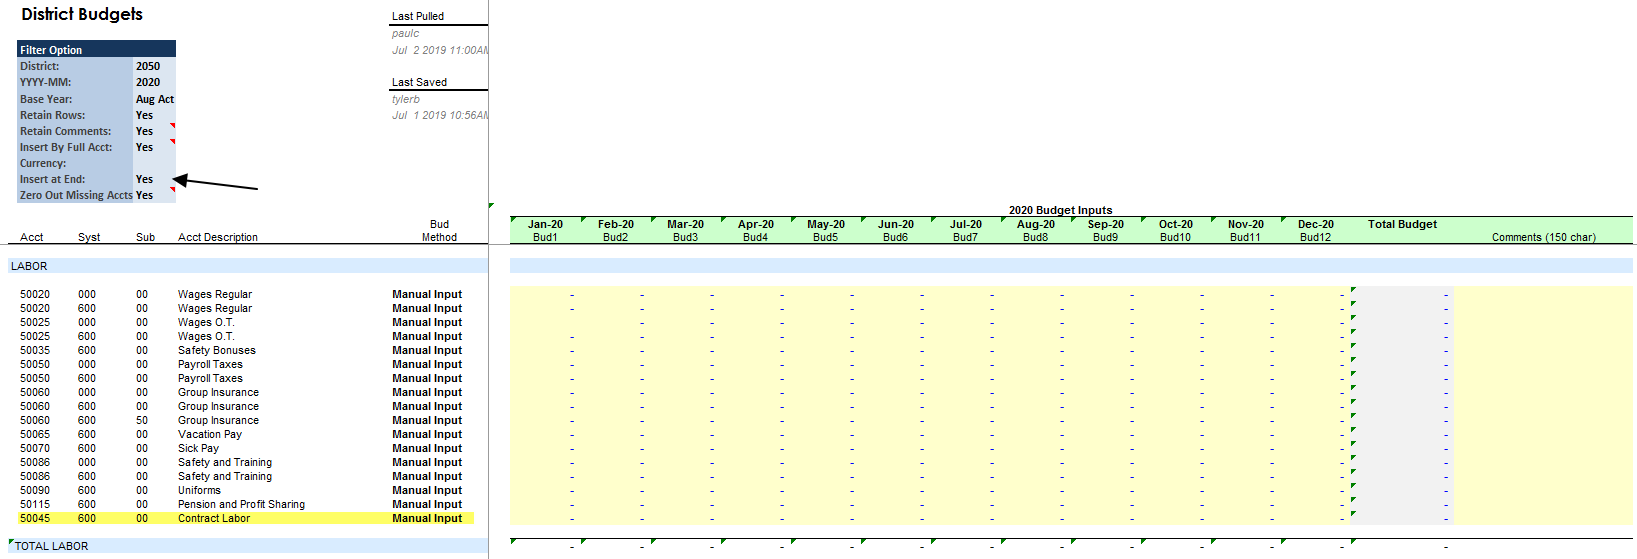 District Budgets
Last Pulled
paulc
Jul 2 2019 11:00AM
Filter Option
District: 2050
YYYY-MM: 2020
Last Saved
Base Year: Aug Act
tylerb
Retain Rows: Yes
Jul 1 2019 10:56AM
Retain Comments: Yes
Insert By Full Acct: Yes
Currency:
Insert at End: Yes
Zero Out Missing Accts Yes
2020 Budget Inputs
Bud Jan-20 Feb-20 Mar-20 Apr-20 May-20 Jun-20 Jul-20 Aug-20 Sep-20 Oct-20 Nov-20 Dec-20 Total Budget
Acct Syst Sub Acct Description Method Bud1 Bud2 Bud3 Bud4 Bud5 Bud6 Bud7 Bud8 Bud9 Bud10 Bud11 Bud12 Comments (150 char)
LABOR
50020 000 00 Wages Regular Manual Input - - - - - - - - - - - - -
50020 600 00 Wages Regular Manual Input - - - - - - - - - - - - -
50025 000 00 Wages O.T. Manual Input
50025 600 00 Wages O.T. Manual Input - - - - - - - - - - - - -
50035 600 00 Safety Bonuses Manual Input - - - - - - - - - - - - -
50050 000 00 Payroll Taxes Manual Input - - - - - - - - - - - - -
50050 600 00 Payroll Taxes Manual Input - - - - - - - - - - - - -
50060 000 00 Group Insurance Manual Input - - - - - - - - - - - - -
50060 600 00 Group Insurance Manual Input - - - - - - - - - - - - -
50060 600 50 Group Insurance Manual Input - - - - - - - - - - - - -
50065 600 00 Vacation Pay Manual Input - - - - - - - - - - - - -
50070 600 00 Sick Pay Manual Input - - - - - - - - - - - - -
50086 000 00 Safety and Training Manual Input - - - - - - - - - - - - -
50086 600 00 Safety and Training Manual Input - - - - - - - - - - - - -
50090 600 00 Uniforms Manual Input - - - - - - - - - - - - -
50115 600 00 Pension and Profit Sharing Manual Input - - - - - - - - - - - - -
50045 600 00 Contract Labor Manual Input - - - - - - - - - - - - -
TOTAL LABOR - - - - - - - - - - - - -